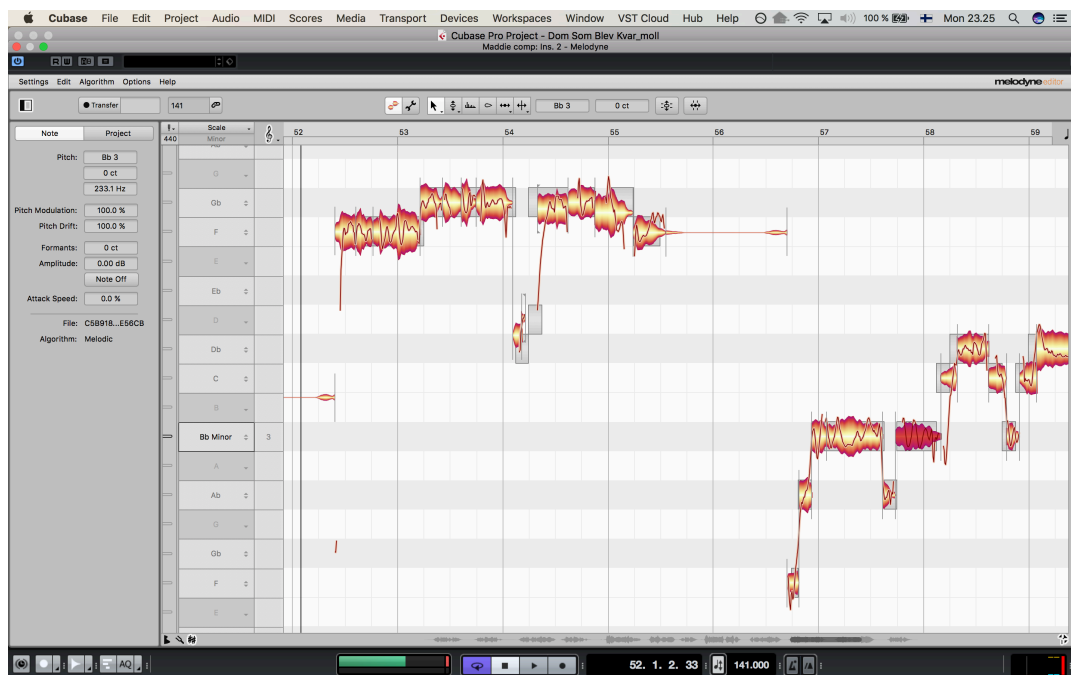 Cubase File Edit Project Audio MIDI Scores Media Transport Devices Workspaces Window VST Cloud Hub Help 100 % Mon 23.25
Cubase Pro Project - Dom Som Blev Kvar_moll
Maddie comp: Ins. 2 - Melodyne
R W
Settings Edit Algorithm Options Help melodyne editor
Transfer 141 Bb 3 0 ct
Note Project
440
Scale
Minor
52 53 54 55 56 57 58 59
Pitch: Bb 3
0 ct
233.1 Hz
Pitch Modulation: 100.0 %
Pitch Drift: 100.0 %
Formants: 0 ct
Amplitude: 0.00 dB
Note Off
Attack Speed: 0.0 %
File: C5B918...E56CB
Algorithm: Melodic
Ab
G
Gb
F
E
Eb
D
Db
C
B
Bb Minor 3
A
Ab
G
Gb
F
E
AQ 52. 1. 2. 33 141.000